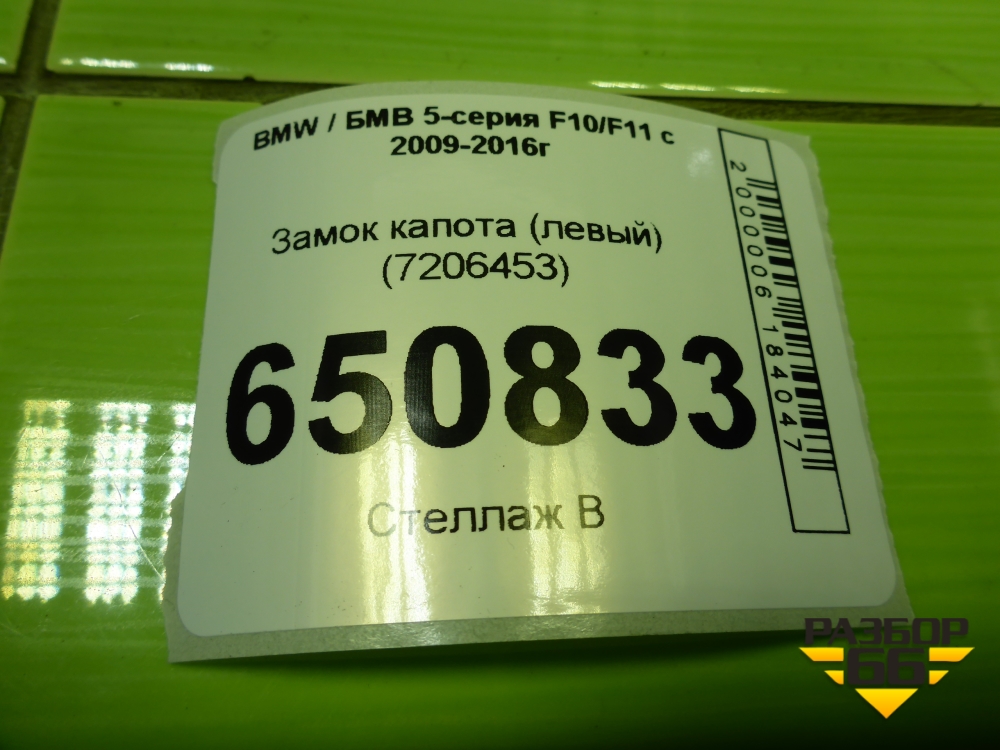 BMW / БМВ 5-серия F10/F11 с
2009-2016г
Замок капота (левый)
(7206453)
650833
Стеллаж В
2000006184047
РАЗБОР
66